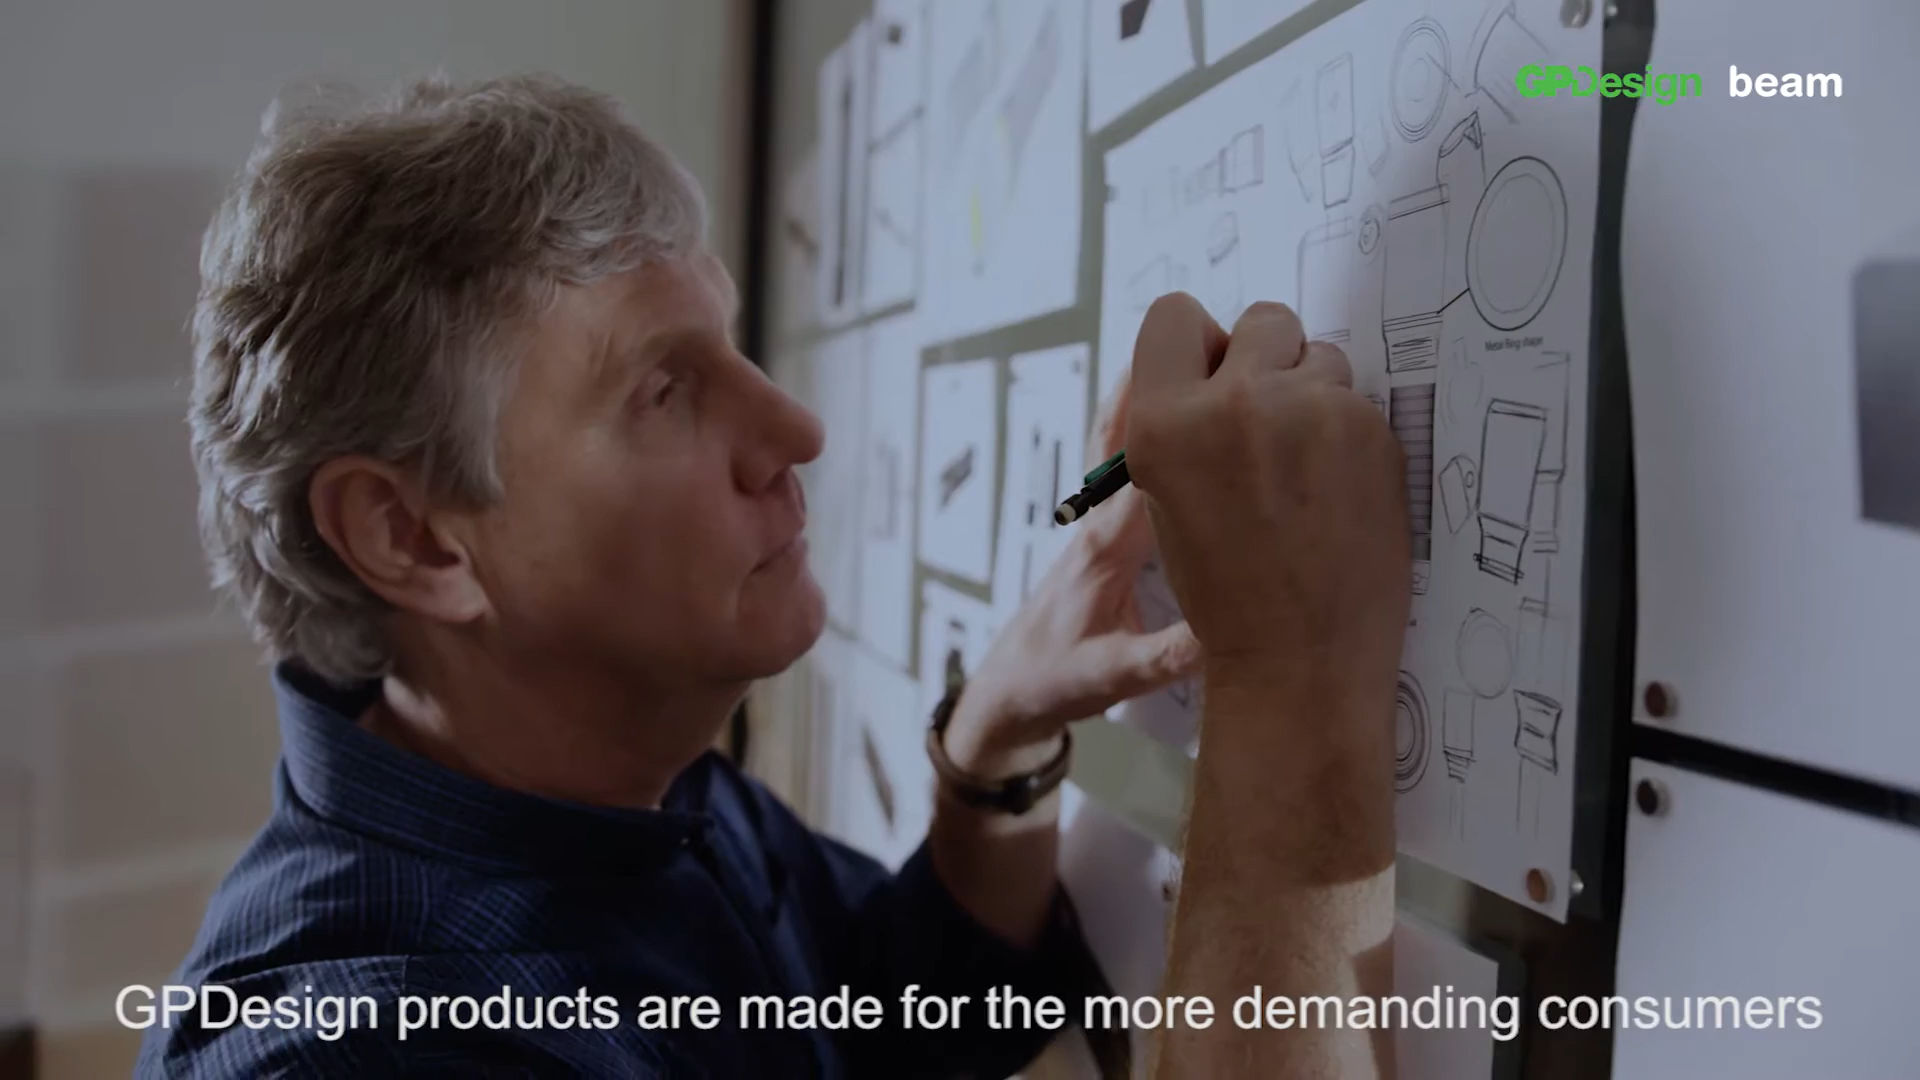 GPDesign beam
Metal Ring shape
GPDesign products are made for the more demanding consumers